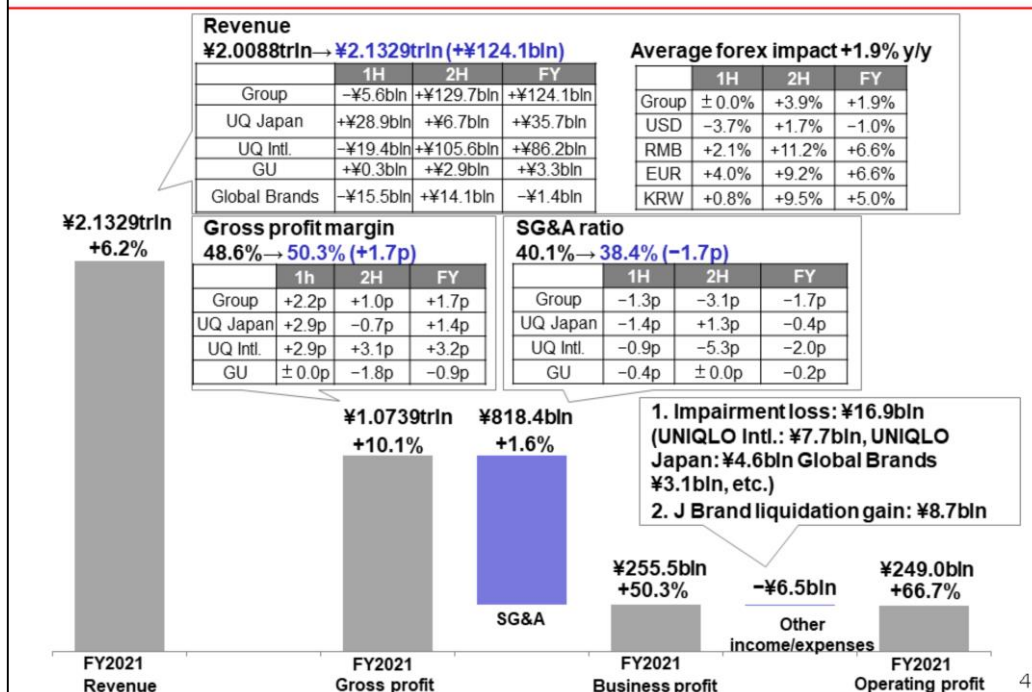 Revenue
¥2.0088trln→¥2.1329trln (+¥124.1bln)
1H 2H FY
Group −¥5.6bln +¥129.7bln +¥124.1bln
UQ Japan +¥28.9bln +¥6.7bln +¥35.7bln
UQ Intl. −¥19.4bln +¥105.6bln +¥86.2bln
GU +¥0.3bln +¥2.9bln +¥3.3bln
Global Brands −¥15.5bln +¥14.1bln −¥1.4bln
Average forex impact +1.9% y/y
1H 2H FY
Group ±0.0% +3.9% +1.9%
USD −3.7% +1.7% −1.0%
RMB +2.1% +11.2% +6.6%
EUR +4.0% +9.2% +6.6%
KRW +0.8% +9.5% +5.0%
¥2.1329trln
+6.2%
Gross profit margin
48.6%→50.3% (+1.7p)
1h 2H FY
Group +2.2p +1.0p +1.7p
UQ Japan +2.9p −0.7p +1.4p
UQ Intl. +2.9p +3.1p +3.2p
GU ±0.0p −1.8p −0.9p
SG&A ratio
40.1%→38.4% (−1.7p)
1H 2H FY
Group −1.3p −3.1p −1.7p
UQ Japan −1.4p +1.3p −0.4p
UQ Intl. −0.9p −5.3p −2.0p
GU −0.4p ±0.0p −0.2p
¥1.0739trln
+10.1%
¥818.4bln
+1.6%
1. Impairment loss: ¥16.9bln
(UNIQLO Intl.: ¥7.7bln, UNIQLO
Japan: ¥4.6bln Global Brands
¥3.1bln, etc.)
2. J Brand liquidation gain: ¥8.7bln
¥255.5bln
+50.3%
−¥6.5bln
¥249.0bln
+66.7%
SG&A
Other
income/expenses
FY2021
Revenue
FY2021
Gross profit
FY2021
Business profit
FY2021
Operating profit
4